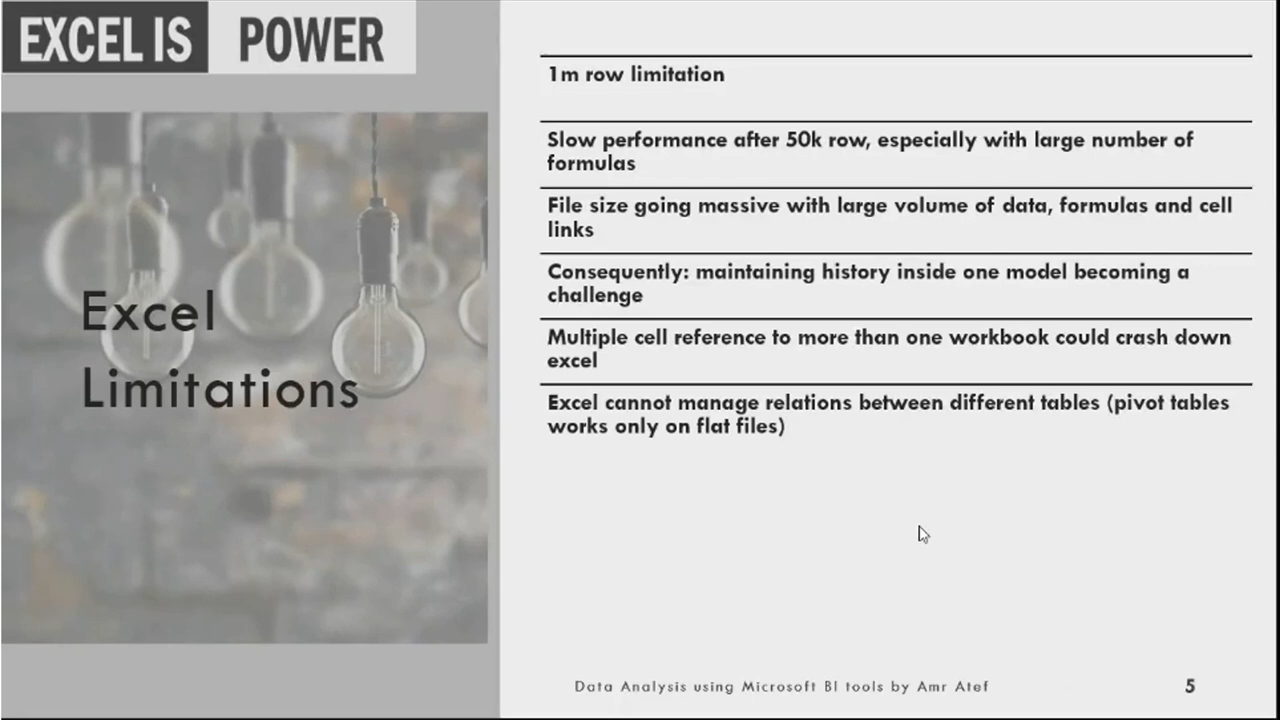 EXCEL IS POWER
Excel
Limitations
1m row limitation
Slow performance after 50k row, especially with large number of
formulas
File size going massive with large volume of data, formulas and cell
links
Consequently: maintaining history inside one model becoming a
challenge
Multiple cell reference to more than one workbook could crash down
excel
Excel cannot manage relations between different tables (pivot tables
works only on flat files)
Data Analysis using Microsoft BI tools by Amr Atef
5